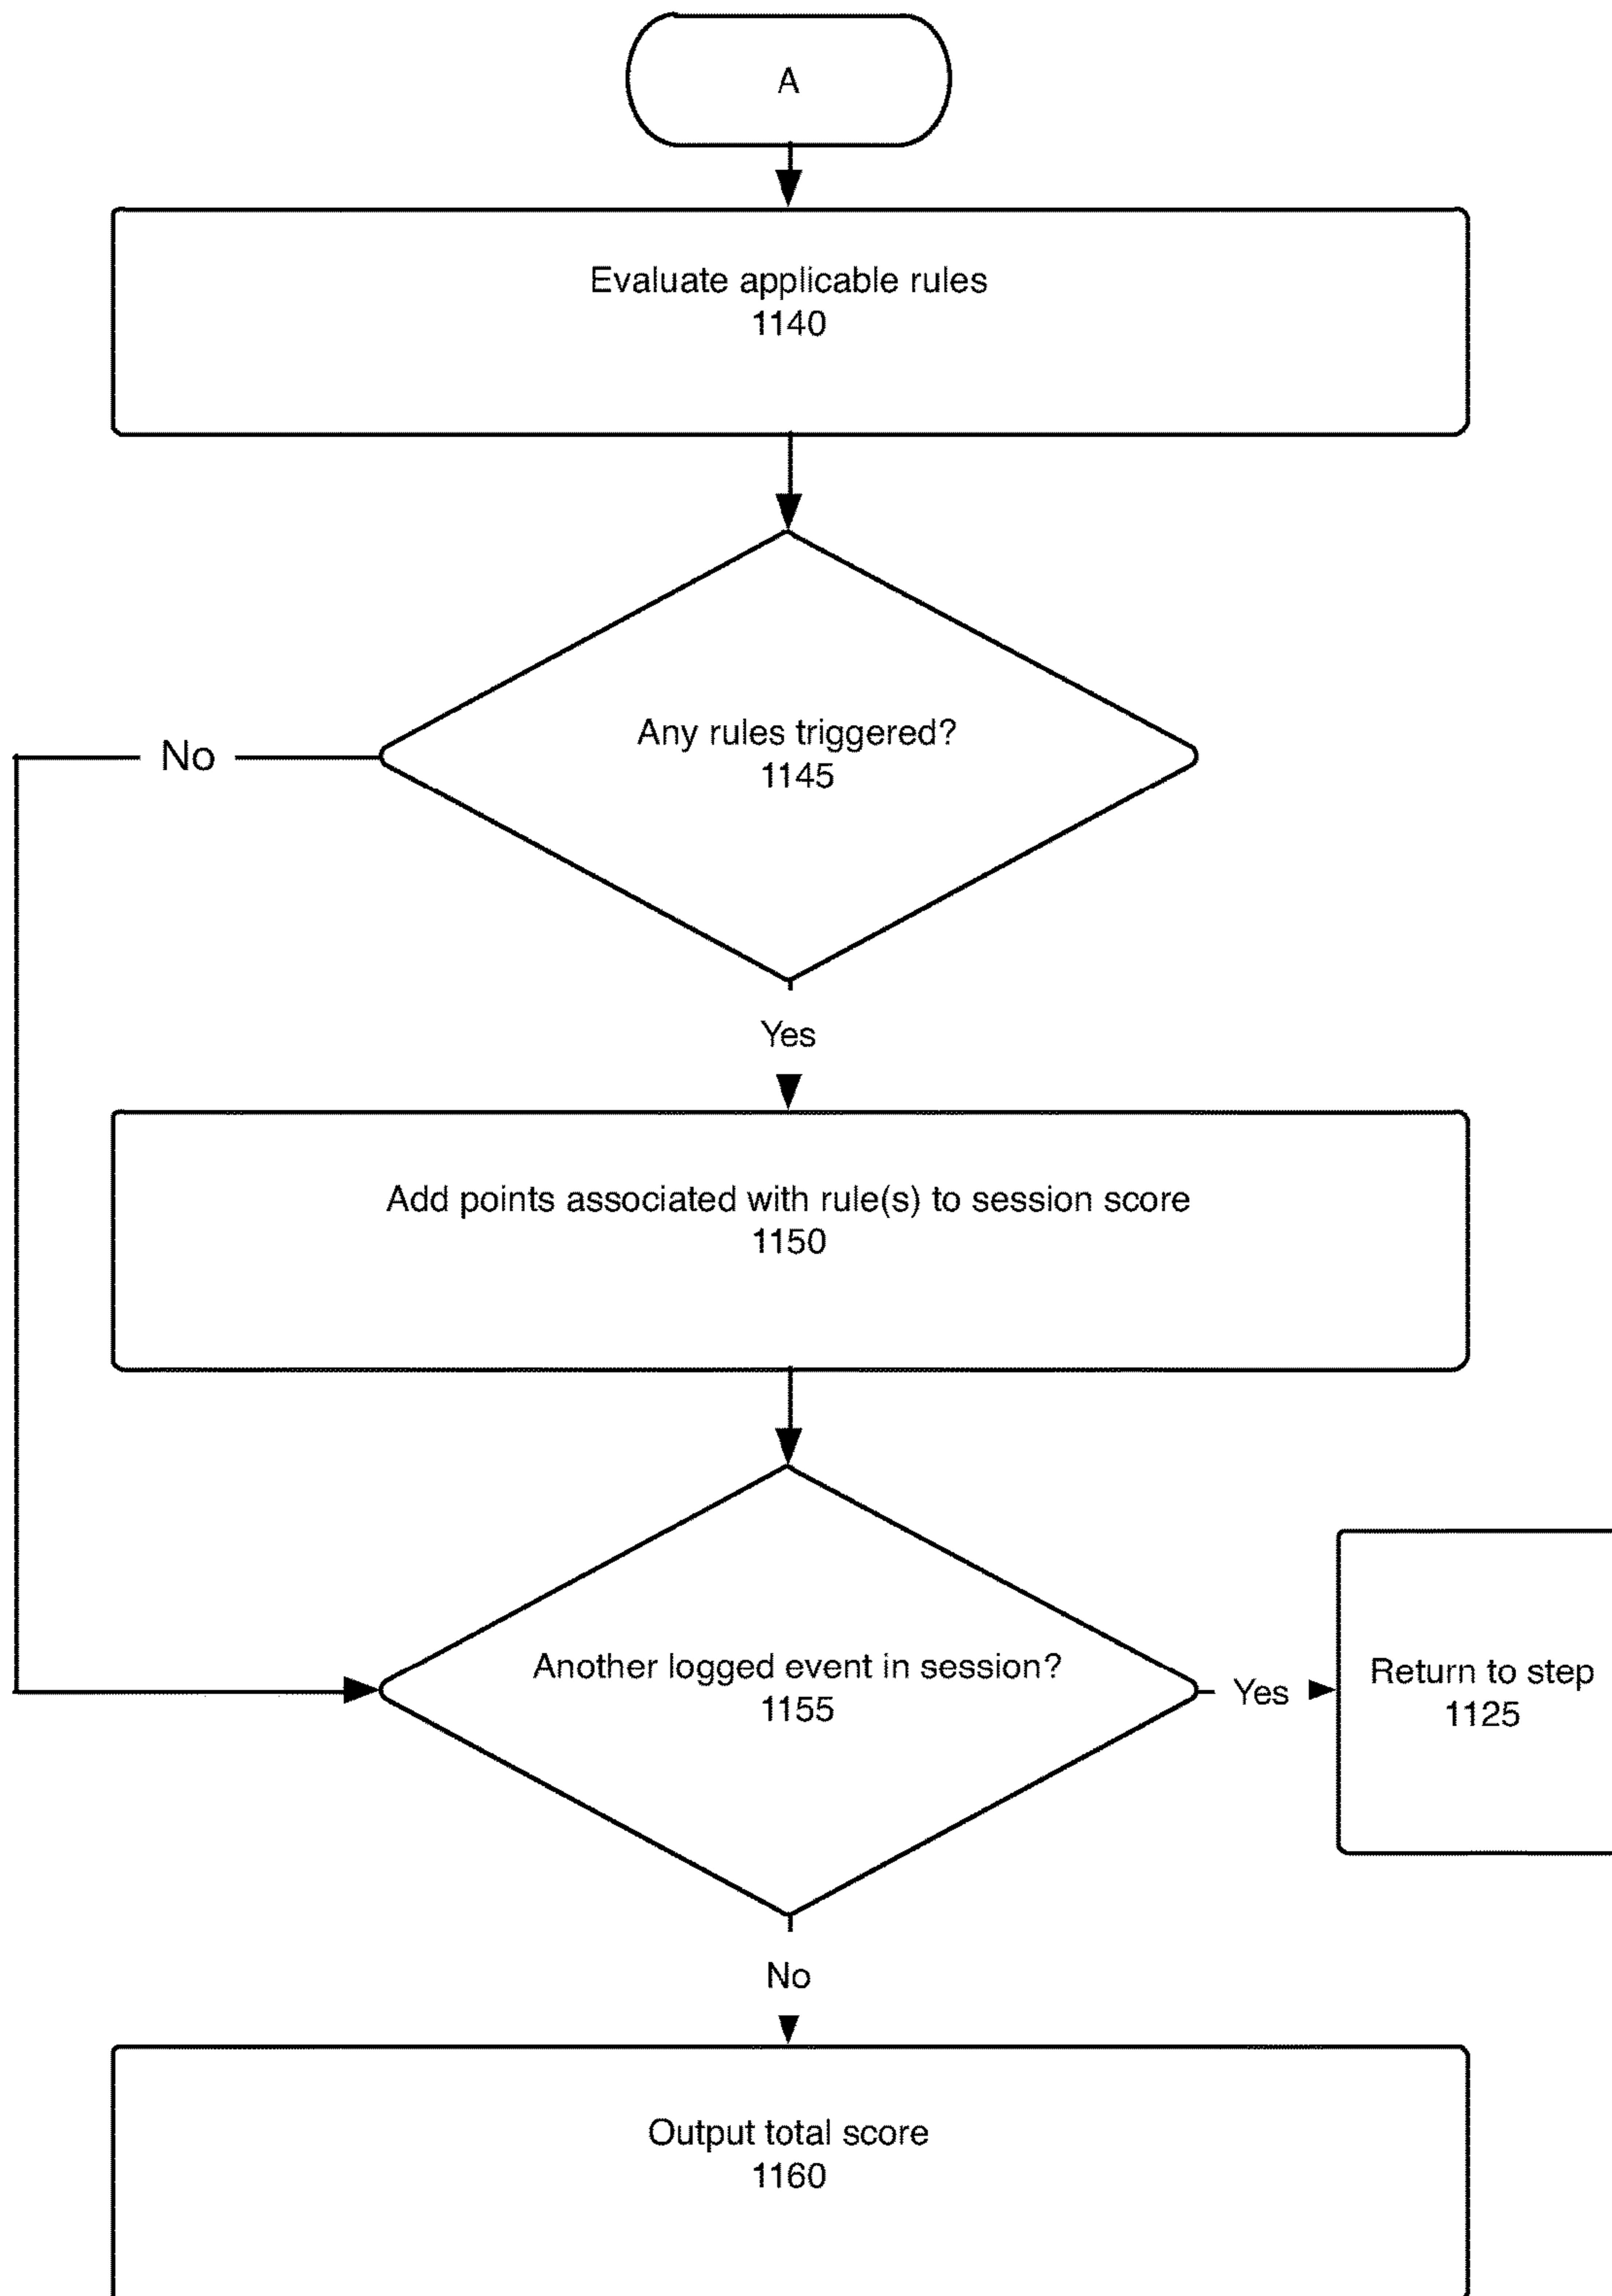 A
Evaluate applicable rules
1140
Any rules triggered?
1145
No
Yes
Add points associated with rule(s) to session score
1150
Another logged event in session?
1155
Yes
Return to step
1125
No
Output total score
1160